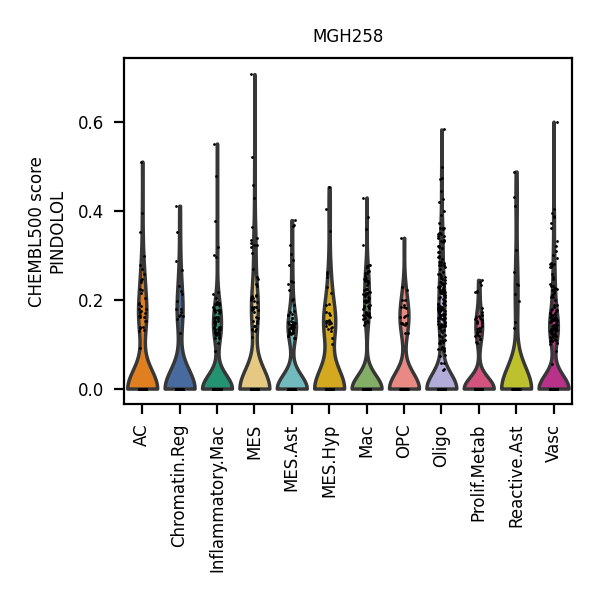 MGH258
CHEMBL500 score
PINDOLOL
0.6
0.4
0.2
0.0
AC
Chromatin.Reg
Inflammatory.Mac
MES
MES.Ast
MES.Hyp
Mac
OPC
Oligo
Prolif.Metab
Reactive.Ast
Vasc